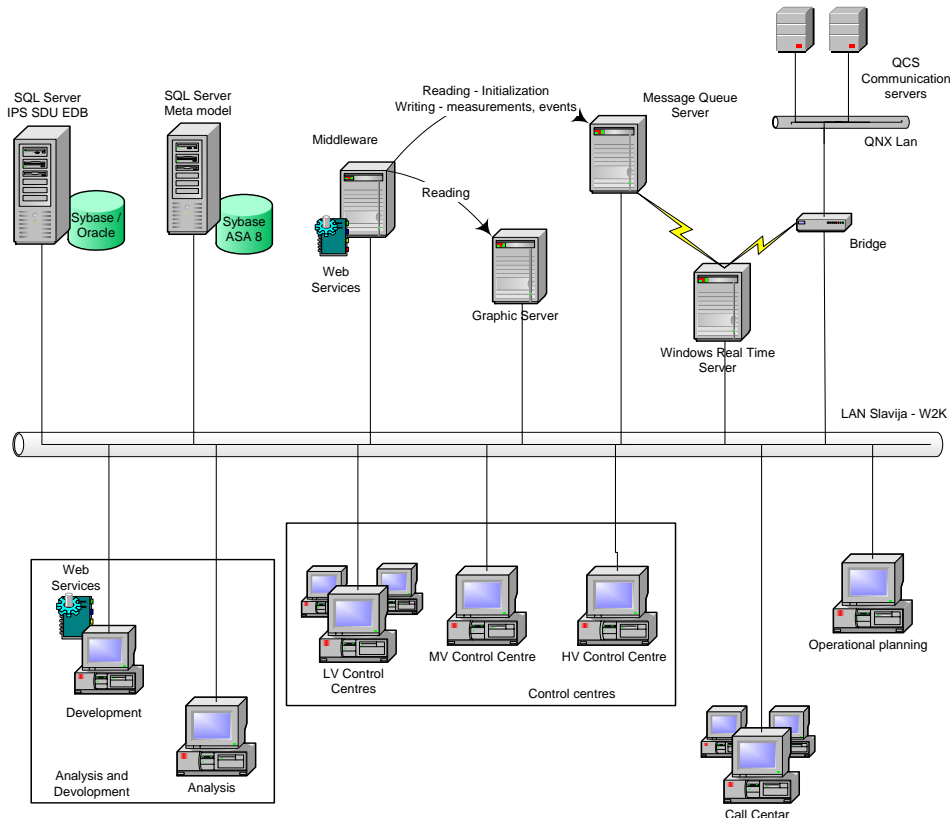 QCS
Communication
servers
SQL Server
IPS SDU EDB
SQL Server
Meta model
Reading - Initialization
Writing - measurements, events
Message Queue
Server
QNX Lan
Middleware
Reading
Sybase /
Oracle
Sybase
ASA 8
Web
Services
Bridge
Graphic Server
Windows Real Time
Server
LAN Slavija - W2K
Web
Services
Development
Analysis
Analysis and
Devolopment
LV Control
Centres
MV Control Centre
HV Control Centre
Control centres
Operational planning
Call Centar